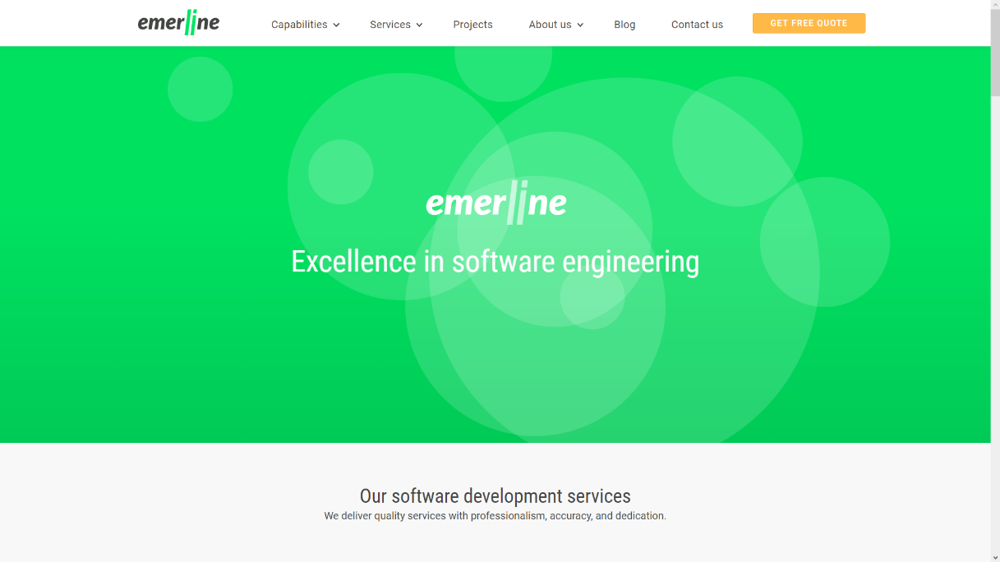 emerline
Capabilities
Services
Projects
About us
Blog
Contact us
GET FREE QUOTE
emerline
Excellence in software engineering
Our software development services
We deliver quality services with professionalism, accuracy, and dedication.